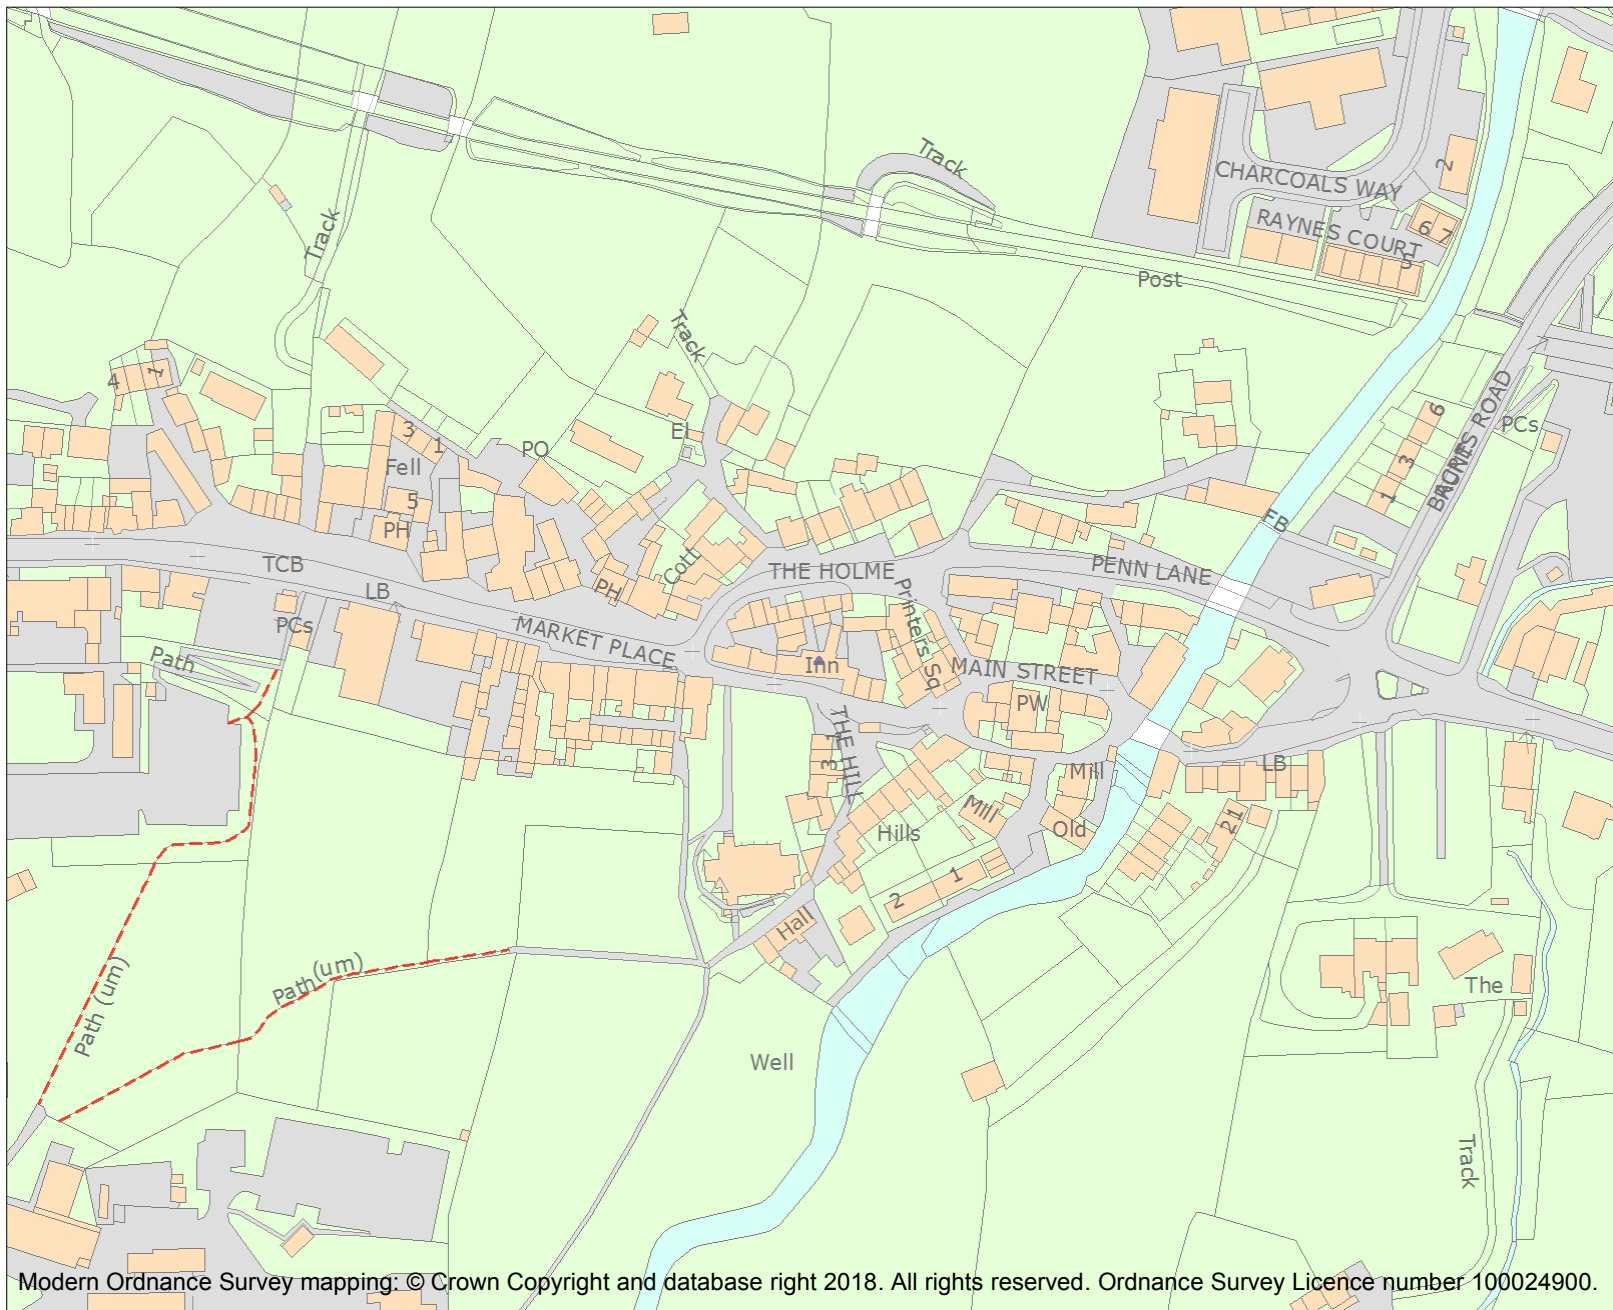 Track
CHARCOALS WAY
2
RAYNES COURT
6
7
5
Track
Post
Track
4
1
3
1
Fell
5
PH
PO
El
6
3
1
PCs
FB
TCB
LB
PH
Cott
THE HOLME
PENN LANE
PCs
MARKET PLACE
Printers Sq
Inn
MAIN STREET
PW
Path
THE HILL
3
Mill
LB
Mill
Old
Hills
21
1
2
Hall
Path (um)
Path (um)
The
Well
Track
Modern Ordnance Survey mapping: © Crown Copyright and database right 2018. All rights reserved. Ordnance Survey Licence number 100024900.